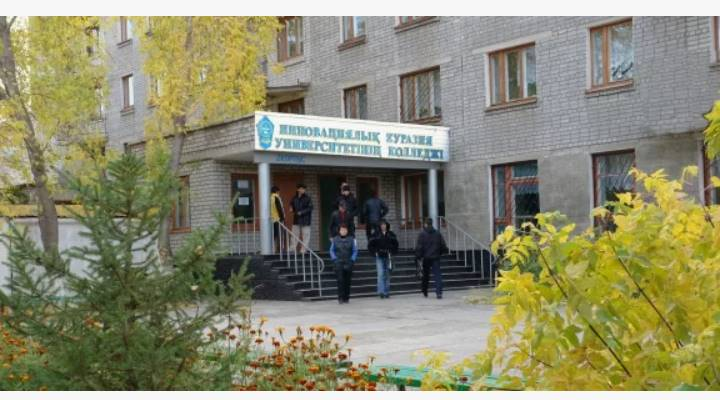 ИННОВАЦИЯЛЫҚ ЕУРАЗИЯ
УНИВЕРСИТЕТІНІҢ КОЛЛЕДЖІ